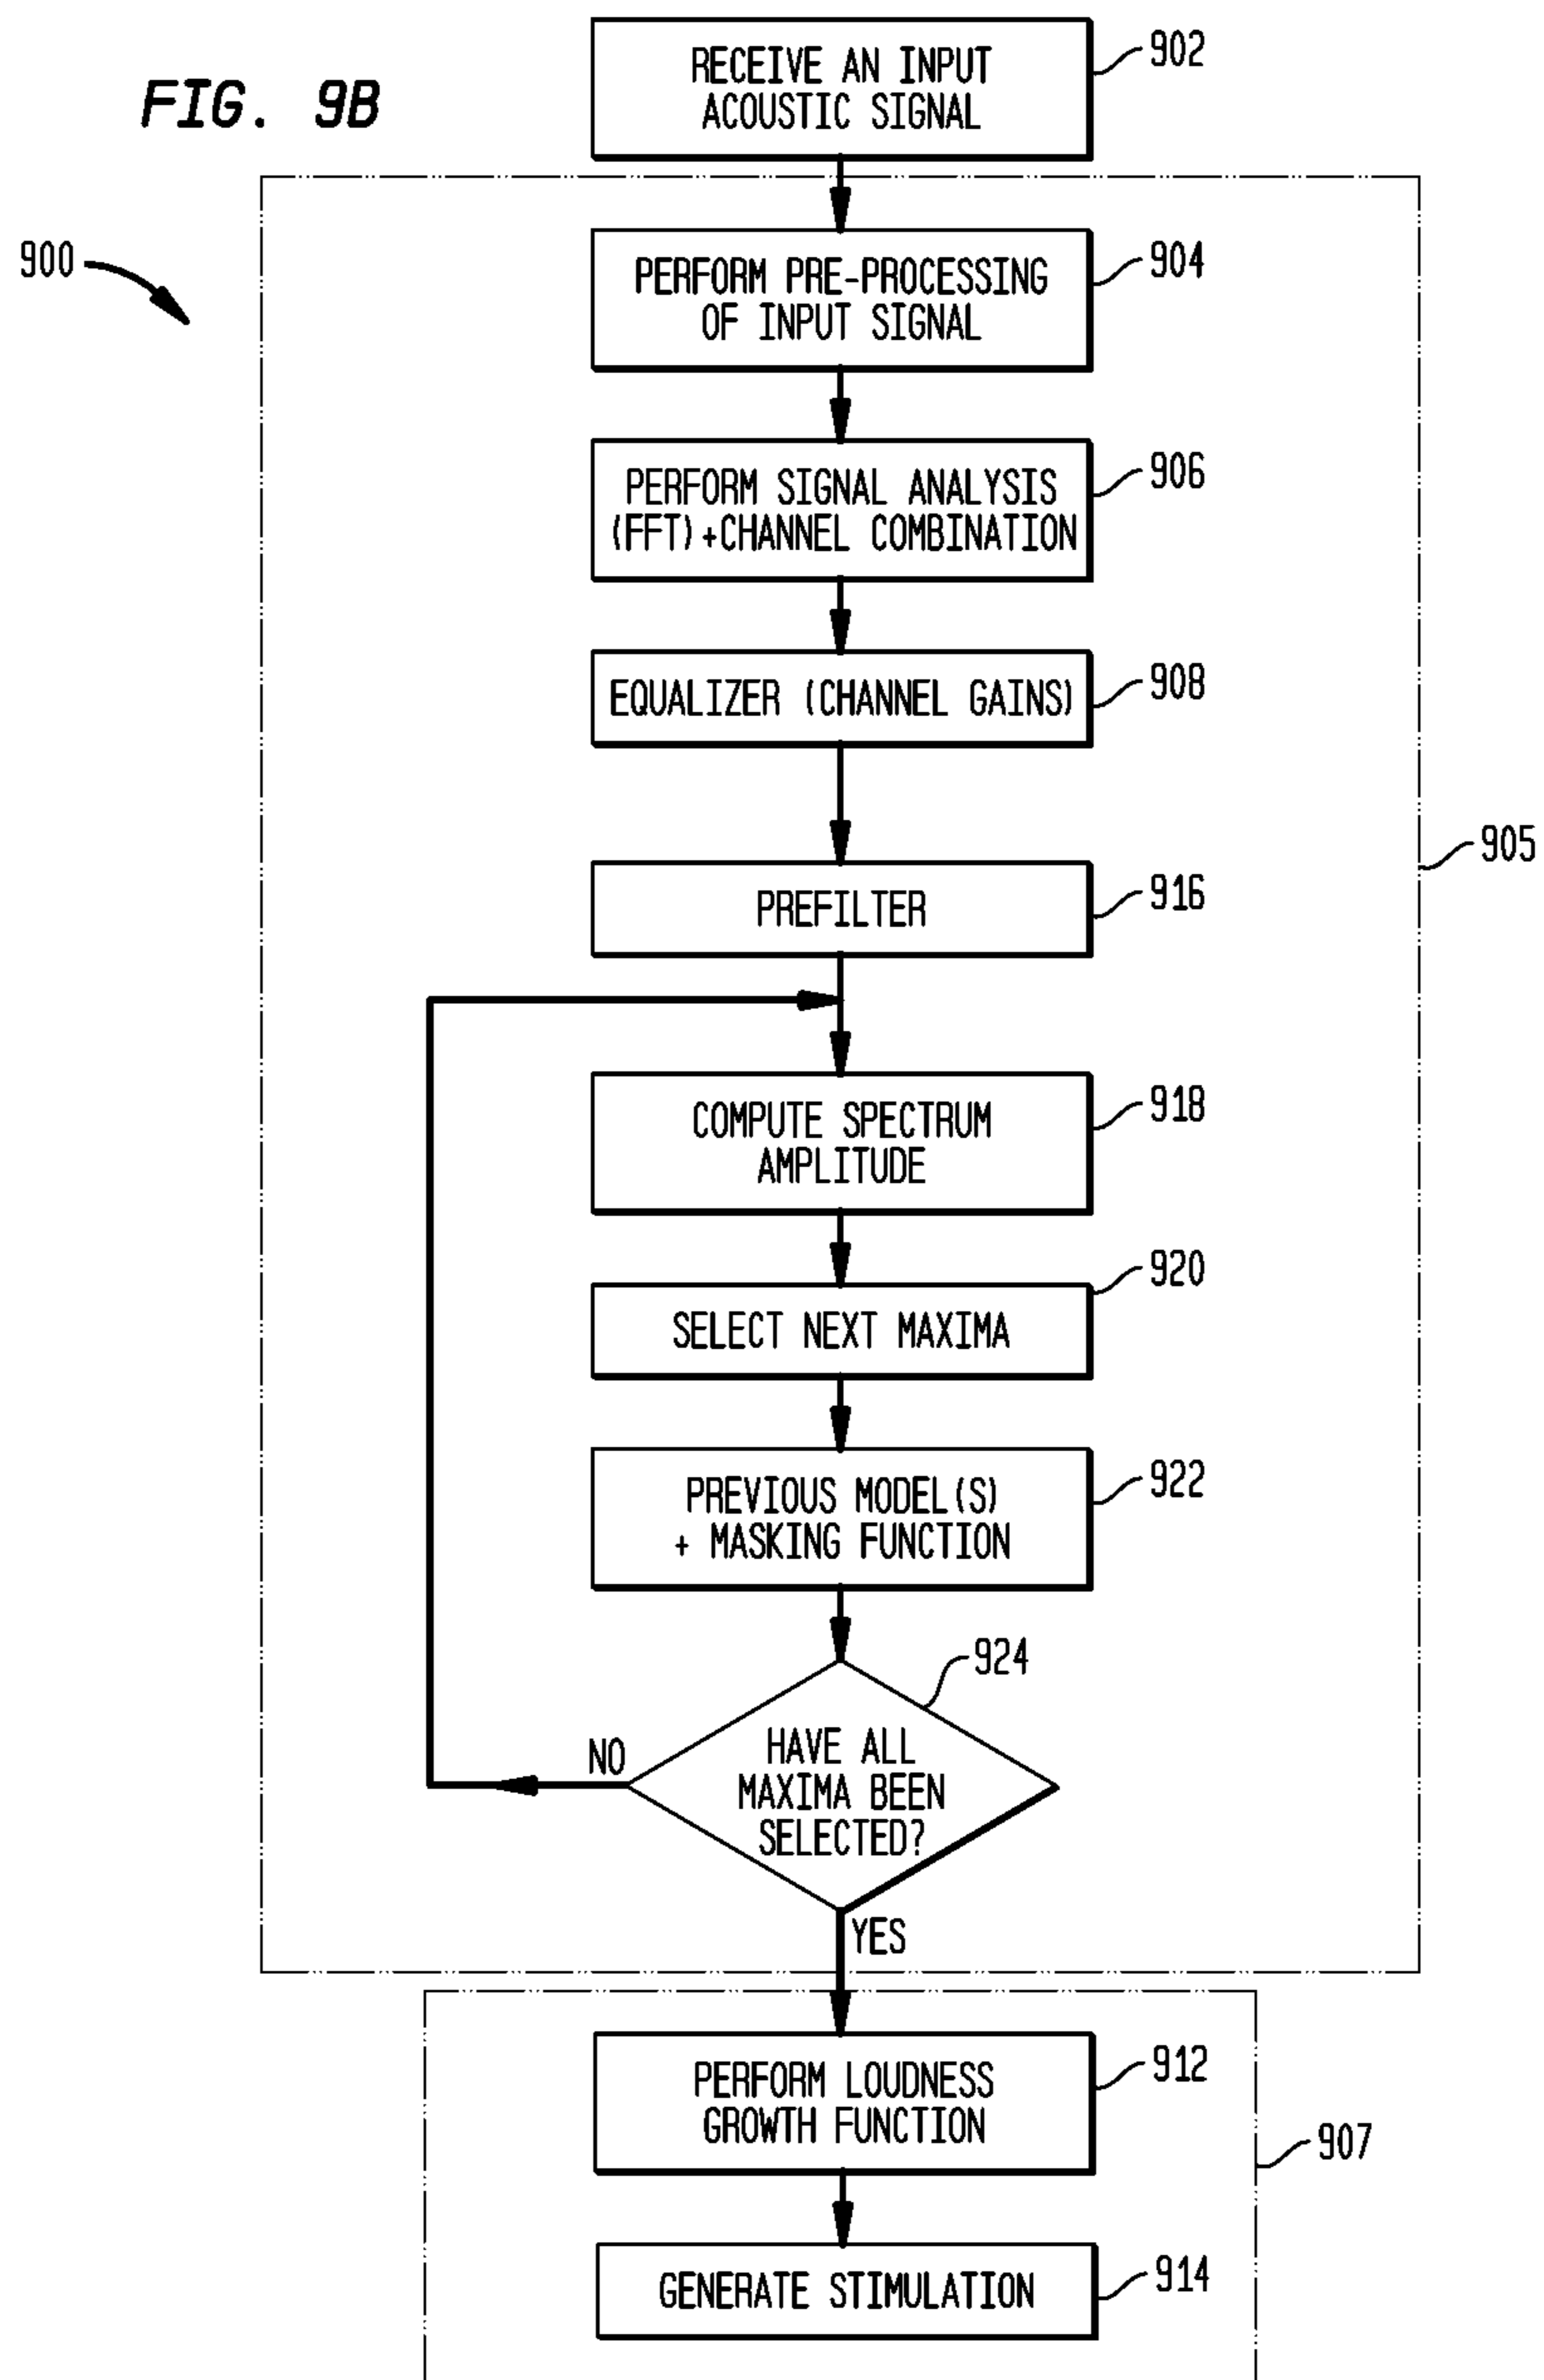 FIG. 9B
900
RECEIVE AN INPUT
ACOUSTIC SIGNAL
902
PERFORM PRE-PROCESSING
OF INPUT SIGNAL
904
PERFORM SIGNAL ANALYSIS
(FFT)+CHANNEL COMBINATION
906
EQUALIZER (CHANNEL GAINS)
908
905
PREFILTER
916
COMPUTE SPECTRUM
AMPLITUDE
918
SELECT NEXT MAXIMA
920
PREVIOUS MODEL(S)
+ MASKING FUNCTION
922
HAVE ALL
MAXIMA BEEN
SELECTED?
924
NO
YES
PERFORM LOUDNESS
GROWTH FUNCTION
912
907
GENERATE STIMULATION
914